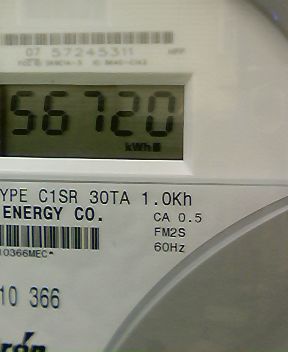 07 57245311
56720
kWh
YPE C1SR 30TA 1.0Kh
ENERGY CO.
CA 0.5
FM2S
60Hz
10366MEC*
10 366
rón